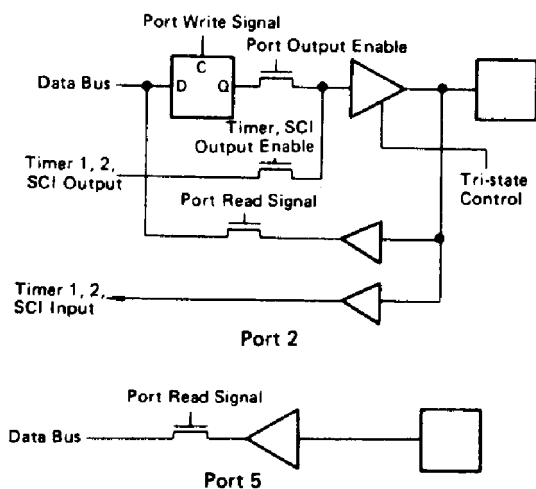 Port Write Signal
Port Output Enable
Data Bus
C
D
Q
Timer, SCI
Output Enable
Timer 1, 2,
SCI Output
Tri-state
Control
Port Read Signal
Timer 1, 2,
SCI Input
Port 2
Port Read Signal
Data Bus
Port 5